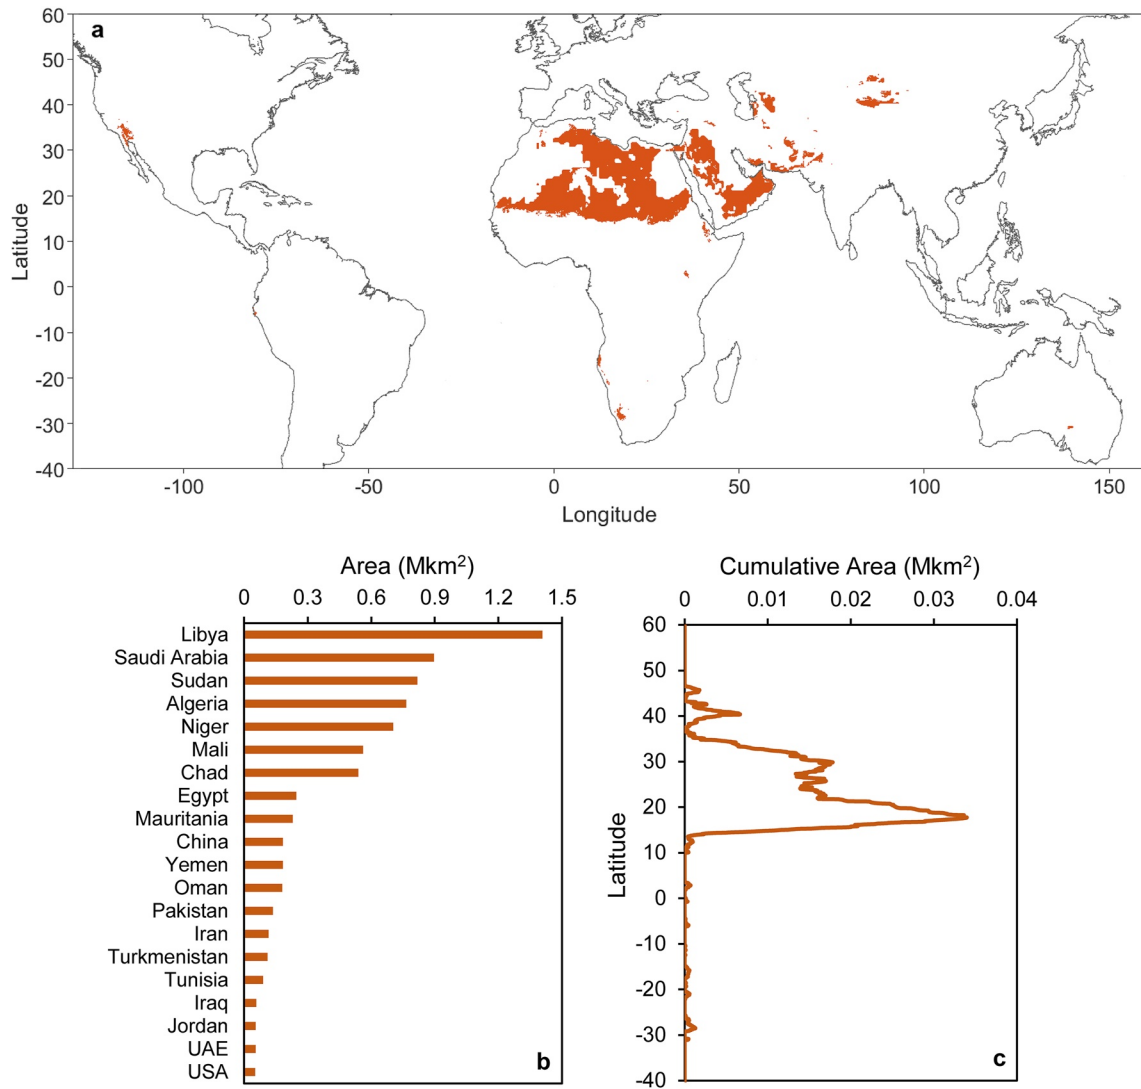 a
60
50
40
30
20
10
0
-10
-20
-30
-40
Latitude
-100 -50 0 50 100 150
Longitude
Area (Mkm²)
0 0.3 0.6 0.9 1.2 1.5
Libya
Saudi Arabia
Sudan
Algeria
Niger
Mali
Chad
Egypt
Mauritania
China
Yemen
Oman
Pakistan
Iran
Turkmenistan
Tunisia
Iraq
Jordan
UAE
USA
b
Cumulative Area (Mkm²)
0 0.01 0.02 0.03 0.04
60
50
40
30
20
10
0
-10
-20
-30
-40
Latitude
c